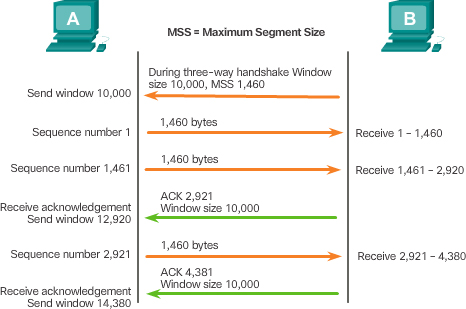 A
B
MSS = Maximum Segment Size
During three-way handshake Window
size 10,000, MSS 1,460
Send window 10,000
1,460 bytes
Sequence number 1
Receive 1 – 1,460
1,460 bytes
Sequence number 1,461
Receive 1,461 – 2,920
ACK 2,921
Receive acknowledgement
Window size 10,000
Send window 12,920
1,460 bytes
Sequence number 2,921
Receive 2,921 – 4,380
ACK 4,381
Window size 10,000
Receive acknowledgement
Send window 14,380